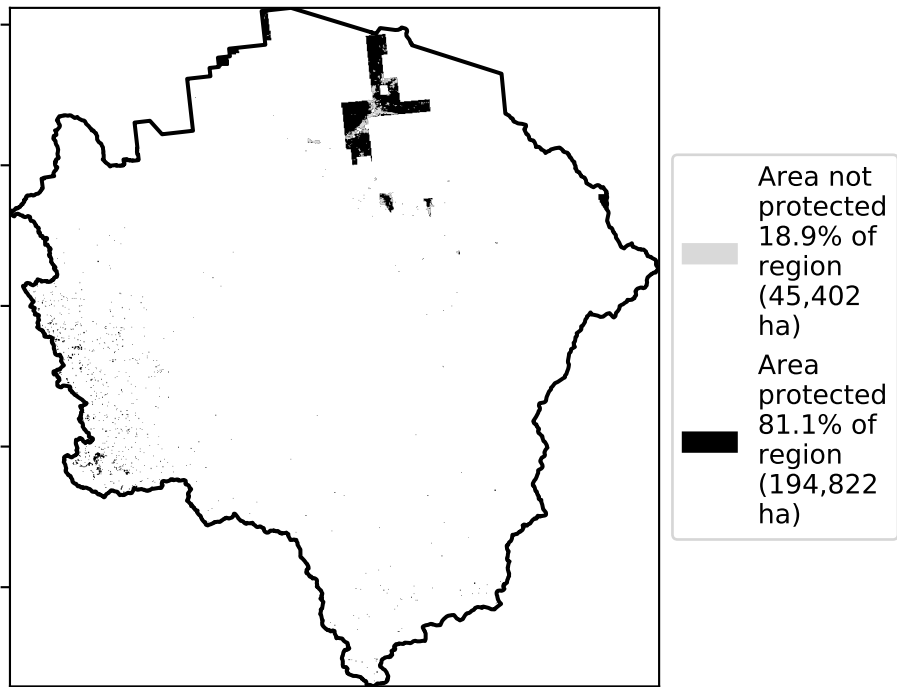 Area not
protected
18.9% of
region
(45,402
ha)
Area
protected
81.1% of
region
(194,822
ha)